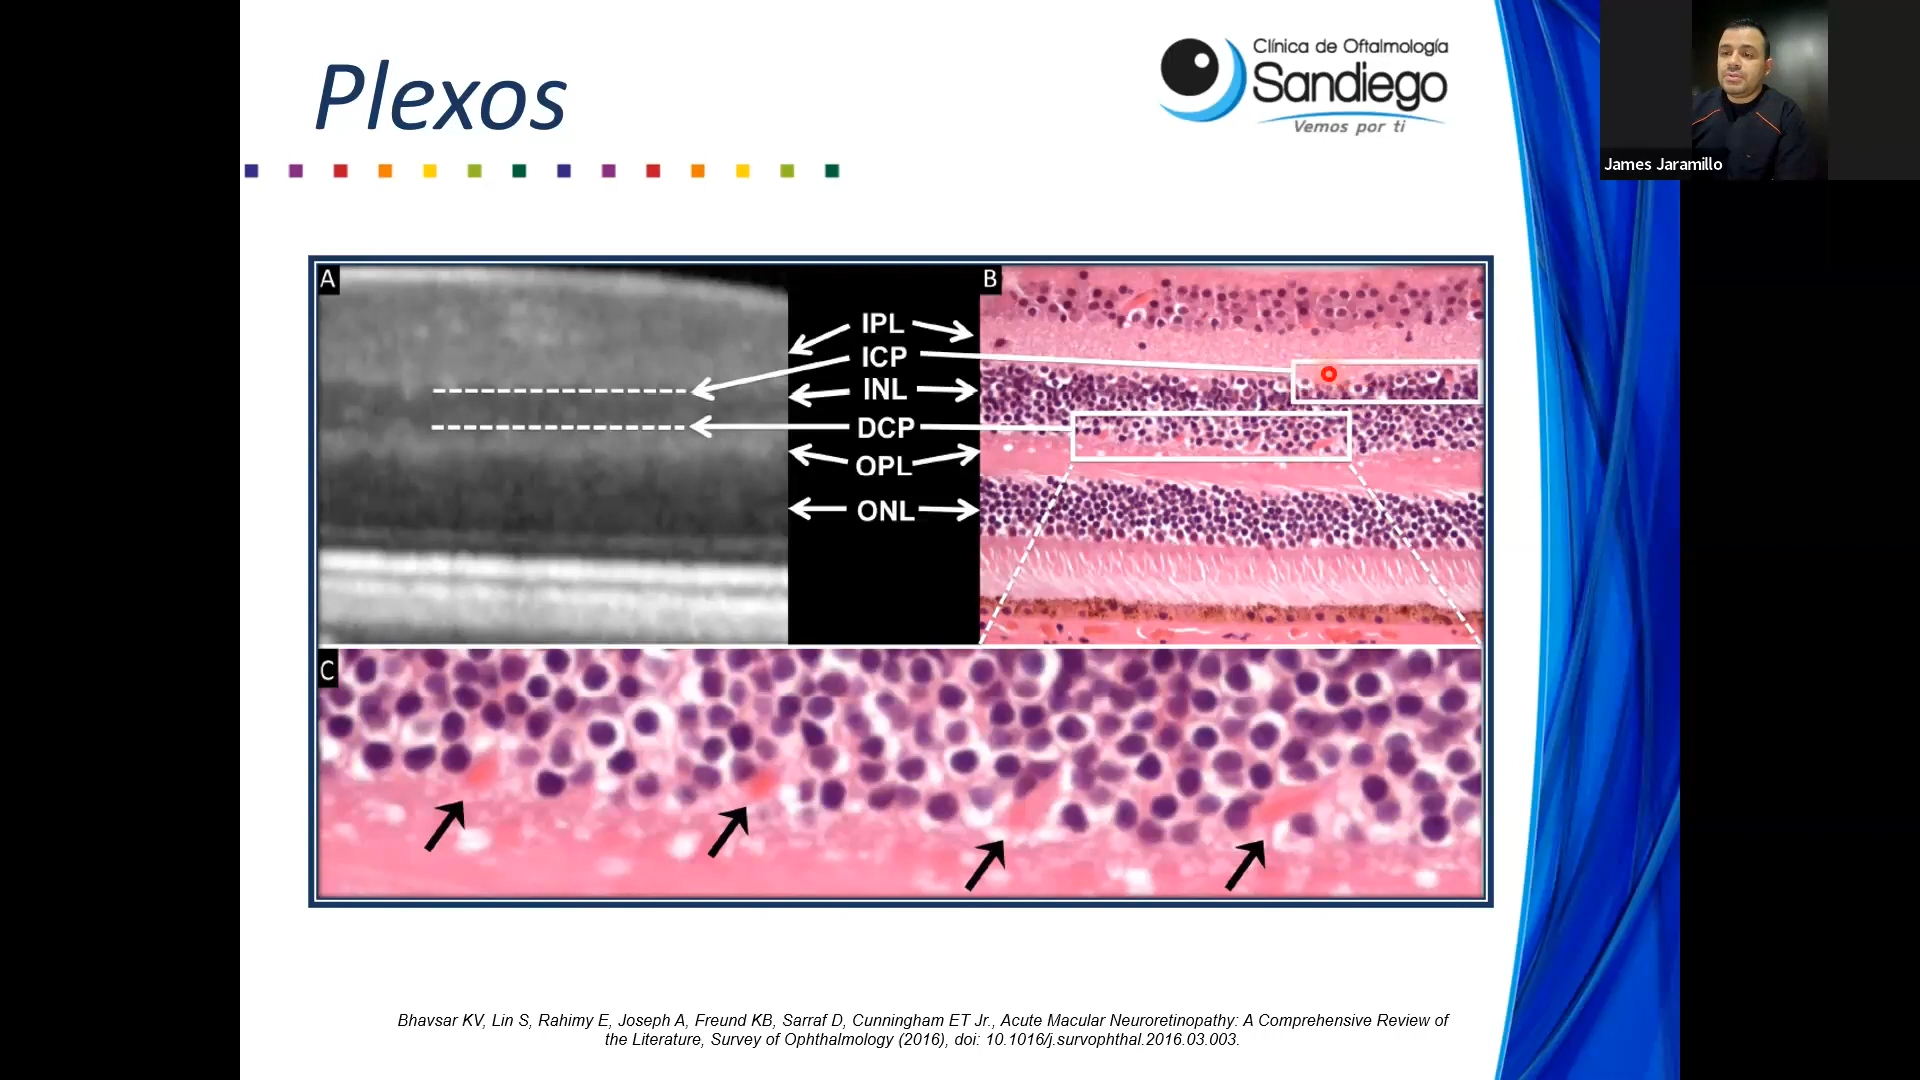 Plexos
Clínica de Oftalmología
Sandiego
Vemos por ti
James Jaramillo
A
B
IPL
ICP
INL
DCP
OPL
ONL
C
Bhavsar KV, Lin S, Rahimy E, Joseph A, Freund KB, Sarraf D, Cunningham ET Jr., Acute Macular Neuroretinopathy: A Comprehensive Review of
the Literature, Survey of Ophthalmology (2016), doi: 10.1016/j.survophthal.2016.03.003.